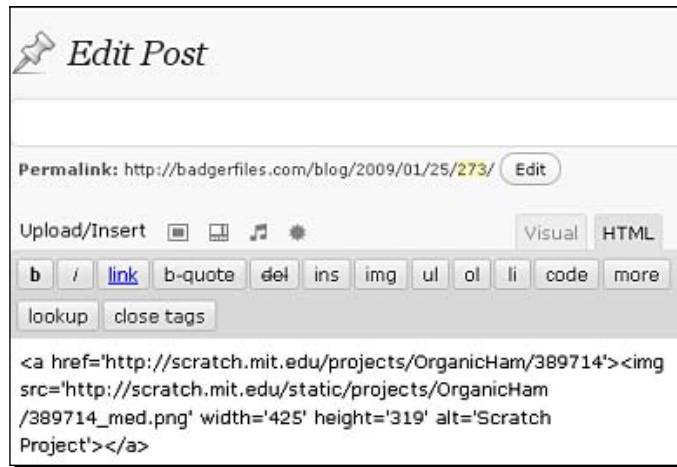 Edit Post
Permalink: http://badgerfiles.com/blog/2009/01/25/273/ Edit
Upload/Insert Visual HTML
b i link b-quote del ins img ul ol li code more
lookup close tags
<a href='http://scratch.mit.edu/projects/OrganicHam/389714'><img
src='http://scratch.mit.edu/static/projects/OrganicHam
/389714_med.png' width='425' height='319' alt='Scratch
Project'></a>